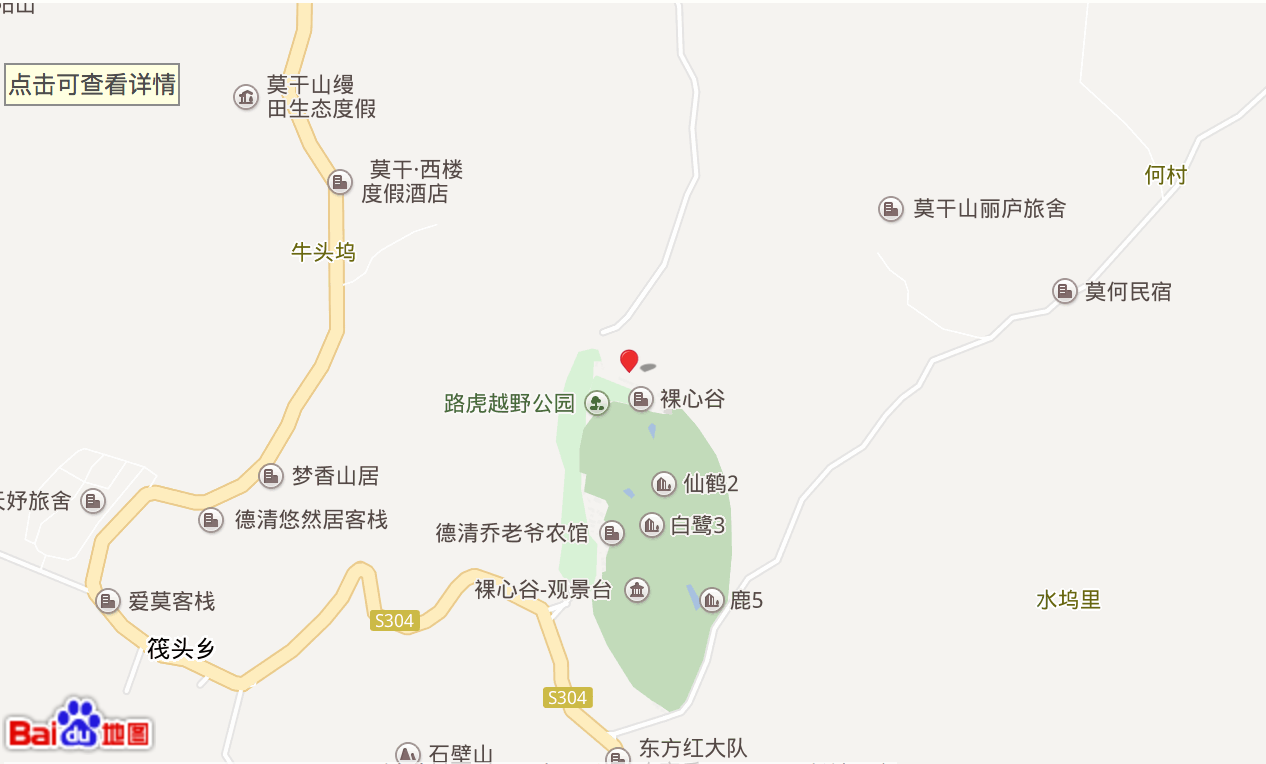 点击可查看详情
莫干山缦
田生态度假
莫干·西楼
度假酒店
何村
莫干山丽庐旅舍
牛头坞
莫何民宿
裸心谷
路虎越野公园
梦香山居
仙鹤2
妤旅舍
德清悠然居客栈
白鹭3
德清乔老爷农馆
裸心谷-观景台
爱莫客栈
鹿5
水坞里
S304
筏头乡
S304
Bai du 地图
东方红大队
石壁山